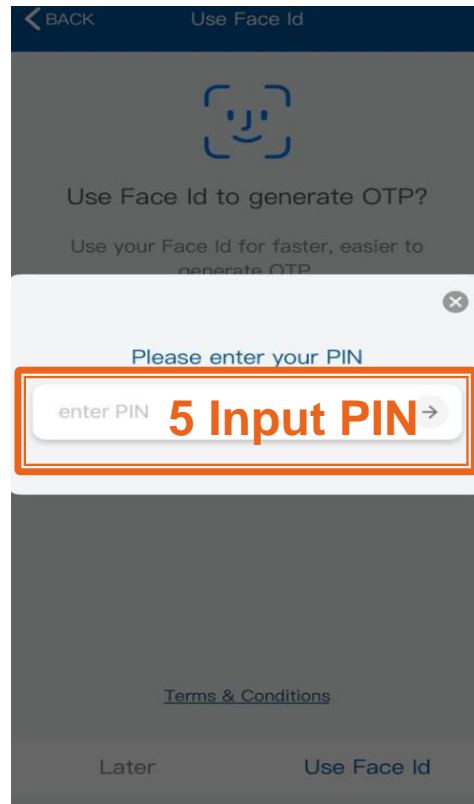 BACK Use Face Id
Use Face Id to generate OTP?
Use your Face Id for faster, easier to
generate OTP
Please enter your PIN
enter PIN 5 Input PIN
Terms & Conditions
Later Use Face Id